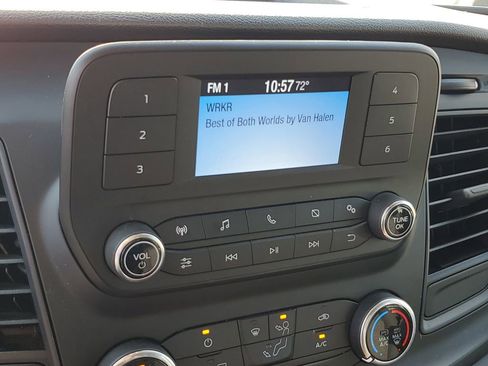 FM 1 10:57 72°
WRKR
Best of Both Worlds by Van Halen
1
2
3
4
5
6
VOL
TUNE
OK
A/C
MAX
A/C